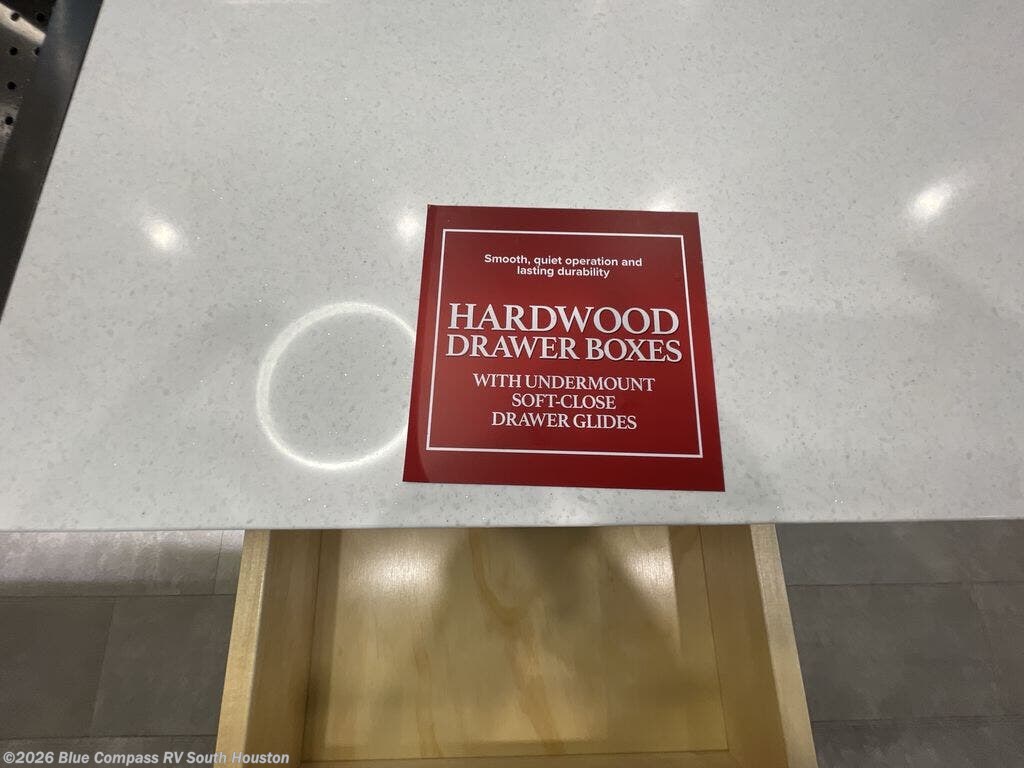 Smooth, quiet operation and
lasting durability
HARDWOOD
DRAWER BOXES
WITH UNDERMOUNT
SOFT-CLOSE
DRAWER GLIDES
©2026 Blue Compass RV South Houston